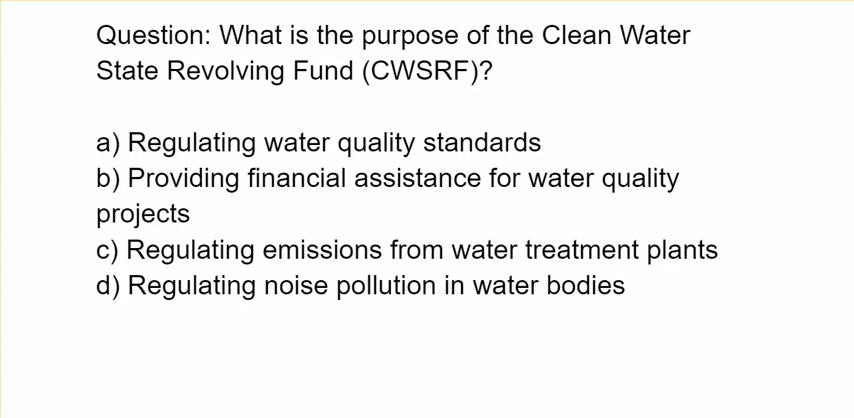 Question: What is the purpose of the Clean Water
State Revolving Fund (CWSRF)?
a) Regulating water quality standards
b) Providing financial assistance for water quality
projects
c) Regulating emissions from water treatment plants
d) Regulating noise pollution in water bodies